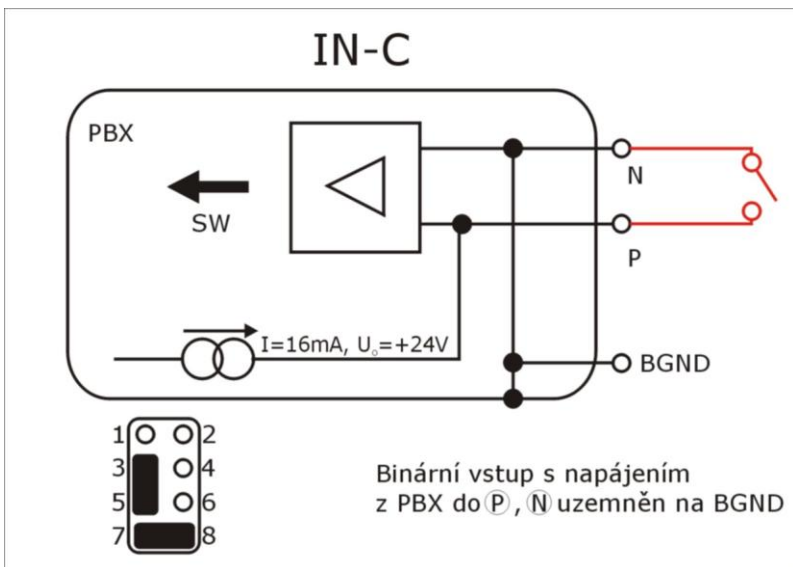 IN-C
PBX
SW
N
P
I=16mA, U₀=+24V
BGND
1 2
3 4
5 6
7 8
Binární vstup s napájením
z PBX do Ⓟ, Ⓝ uzemněn na BGND